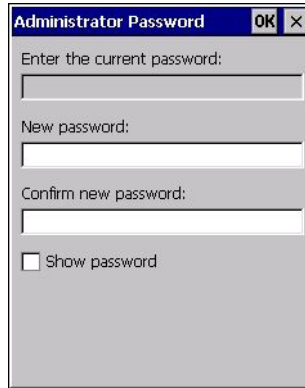 Administrator Password OK ×
Enter the current password:
New password:
Confirm new password:
Show password